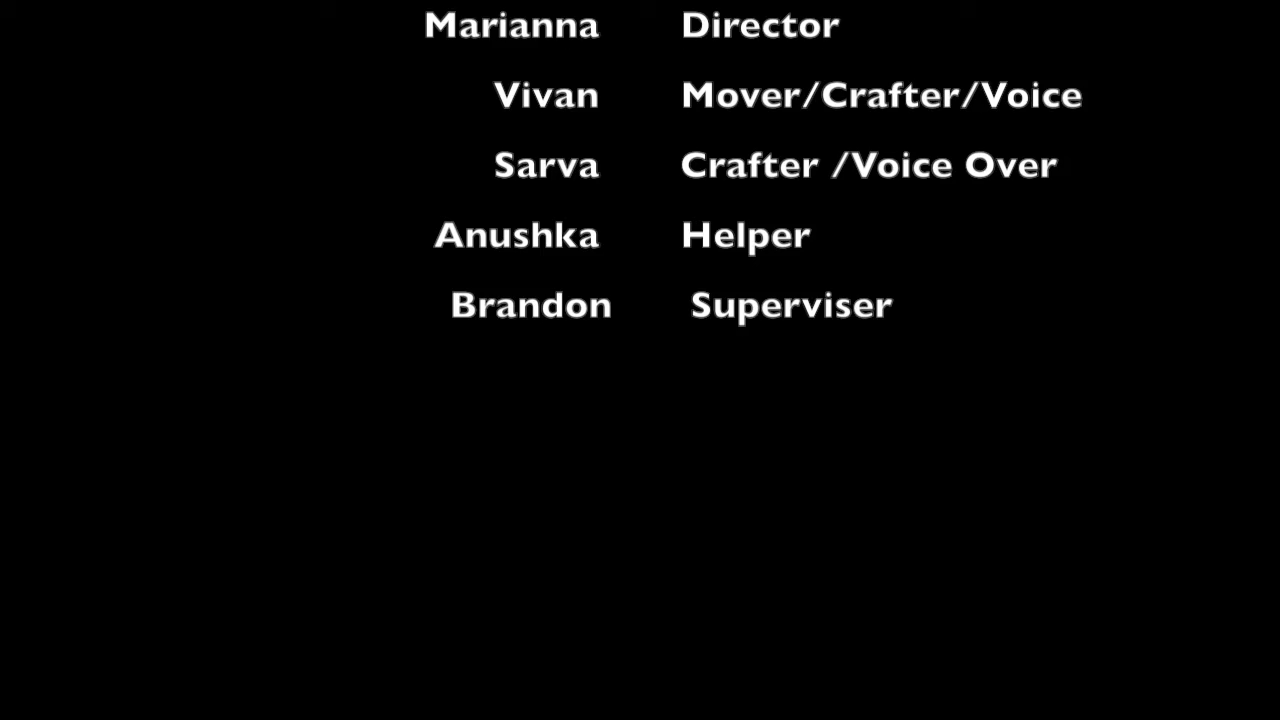 Marianna Director
Vivan Mover/Crafter/Voice
Sarva Crafter /Voice Over
Anushka Helper
Brandon Superviser